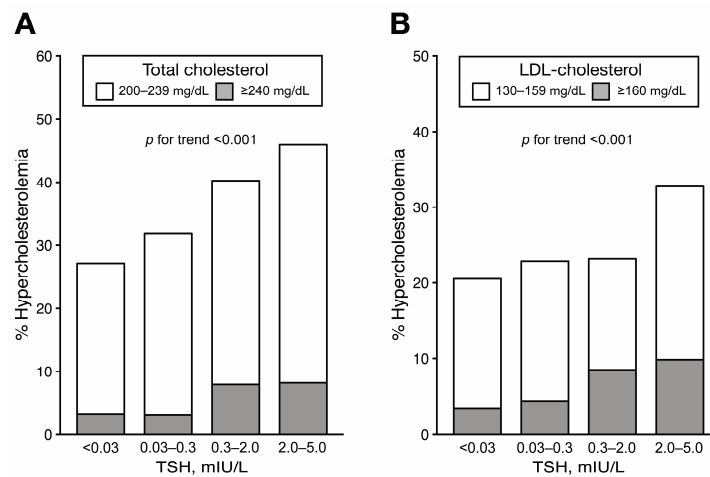 A
60
50
40
30
20
10
0
% Hypercholesterolemia
Total cholesterol
200–239 mg/dL ≥240 mg/dL
p for trend <0.001
<0.03 0.03–0.3 0.3–2.0 2.0–5.0
TSH, mIU/L
B
50
40
30
20
10
0
% Hypercholesterolemia
LDL-cholesterol
130–159 mg/dL ≥160 mg/dL
p for trend <0.001
<0.03 0.03–0.3 0.3–2.0 2.0–5.0
TSH, mIU/L